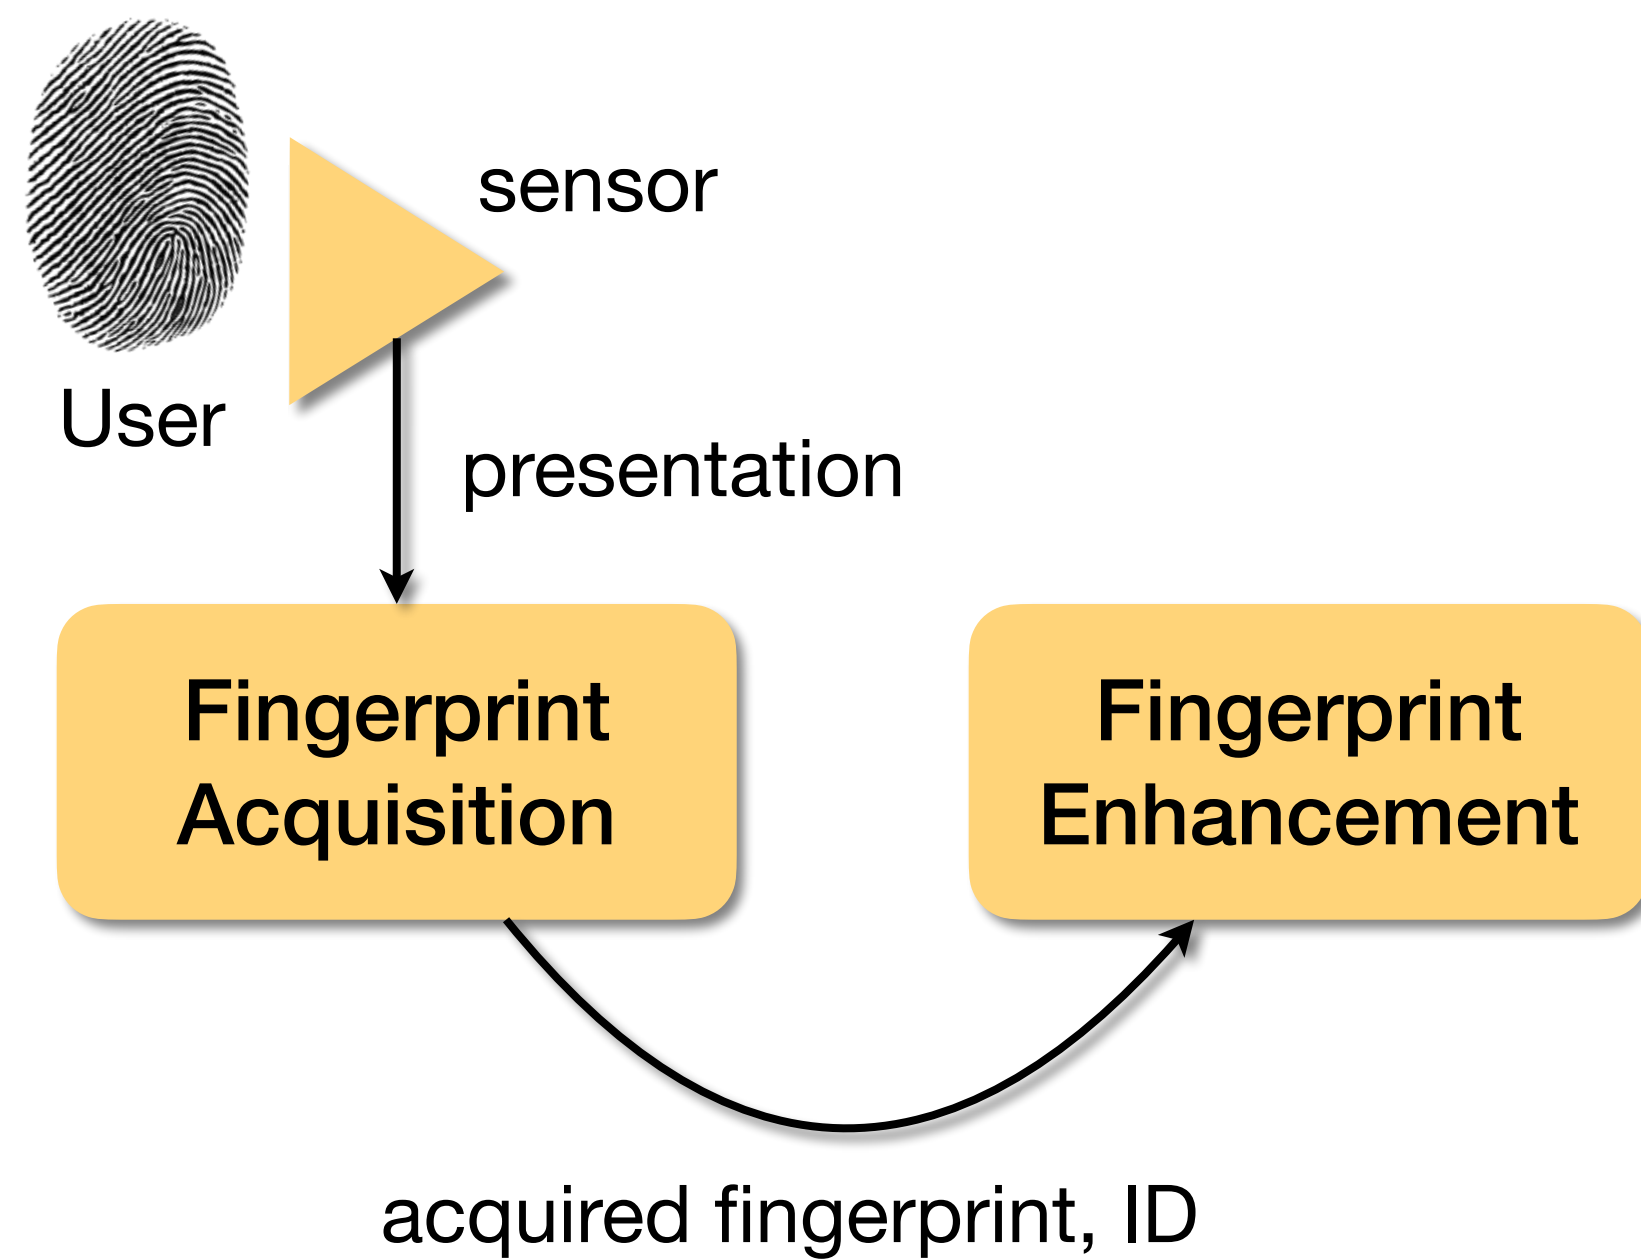 sensor
User
presentation
Fingerprint
Acquisition
Fingerprint
Enhancement
acquired fingerprint, ID